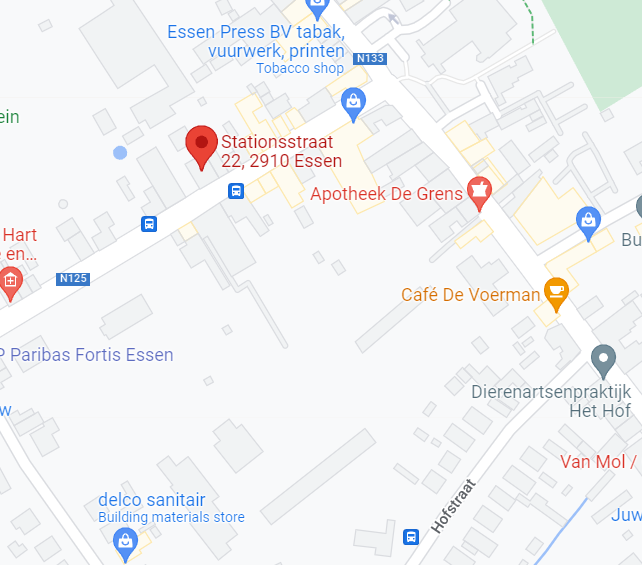 Essen Press BV tabak,
vuurwerk, printen
Tobacco shop
N133
ein
Stationsstraat
22, 2910 Essen
Apotheek De Grens
Hart
e en...
Bu
N125
Café De Voerman
P Paribas Fortis Essen
Dierenartsenpraktijk
Het Hof
w
Van Mol /
delco sanitair
Building materials store
Hofstraat
Juw